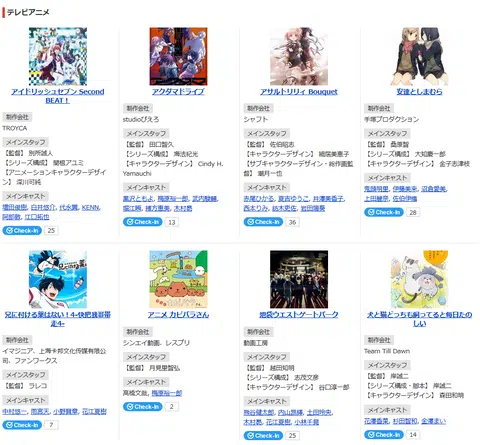 テレビアニメ
アイドリッシュセブン Second
BEAT！
制作会社
TROYCA
メインスタッフ
【監督】 別所誠人
【シリーズ構成】 関根アユミ
【アニメーションキャラクターデザイ
ン】 深川可純
メインキャスト
増田俊樹, 白井悠介, 代永翼, KENN,
阿部敦, 江口拓也
Check-in 25
アクダマドライブ
制作会社
studioぴえろ
メインスタッフ
【監督】 田口智久
【シリーズ構成】 海法紀光
【キャラクターデザイン】 Cindy H.
Yamauchi
メインキャスト
黒沢ともよ, 梅原裕一郎, 武内駿輔,
堀江瞬, 緒方恵美, 木村昴
Check-in 13
アサルトリリィ Bouquet
制作会社
シャフト
メインスタッフ
【監督】 佐伯昭志
【キャラクターデザイン】 細居美恵子
【サブキャラクターデザイン・総作画監
督】 潮月一也
メインキャスト
赤尾ひかる, 夏吉ゆうこ, 井澤美香子,
西本りみ, 紡木吏佐, 岩田陽葵
Check-in 36
安達としまむら
制作会社
手塚プロダクション
メインスタッフ
【監督】 桑原智
【シリーズ構成】 大知慶一郎
【キャラクターデザイン】 金子志津枝
メインキャスト
鬼頭明里, 伊藤美来, 沼倉愛美,
上田麗奈, 佐伯伊織
Check-in 28
兄に付ける薬はない！4-快把我哥帯
走4-
制作会社
イマジニア、上海卡邦文化传媒有限公
司、ファンワークス
メインスタッフ
【監督】 ラレコ
メインキャスト
中村悠一, 雨宮天, 小野賢章, 花江夏樹
Check-in 7
アニメ カピバラさん
制作会社
シンエイ動画、レスプリ
メインスタッフ
【監督】 月見里智弘
メインキャスト
高橋文哉, 梅原裕一郎
Check-in 2
池袋ウエストゲートパーク
制作会社
動画工房
メインスタッフ
【監督】 越田知明
【シリーズ構成】 志茂文彦
【キャラクターデザイン】 谷口淳一郎
メインキャスト
熊谷健太郎, 内山昂輝, 土田玲央,
木村昴, 花江夏樹, 小林千晃
Check-in 25
犬と猫どっちも飼ってると毎日たの
しい
制作会社
Team Till Dawn
メインスタッフ
【監督】 岸誠二
【シリーズ構成・脚本】 岸誠二
【キャラクターデザイン】 森田和明
メインキャスト
花澤香菜, 杉田智和, 金澤まい
Check-in 14